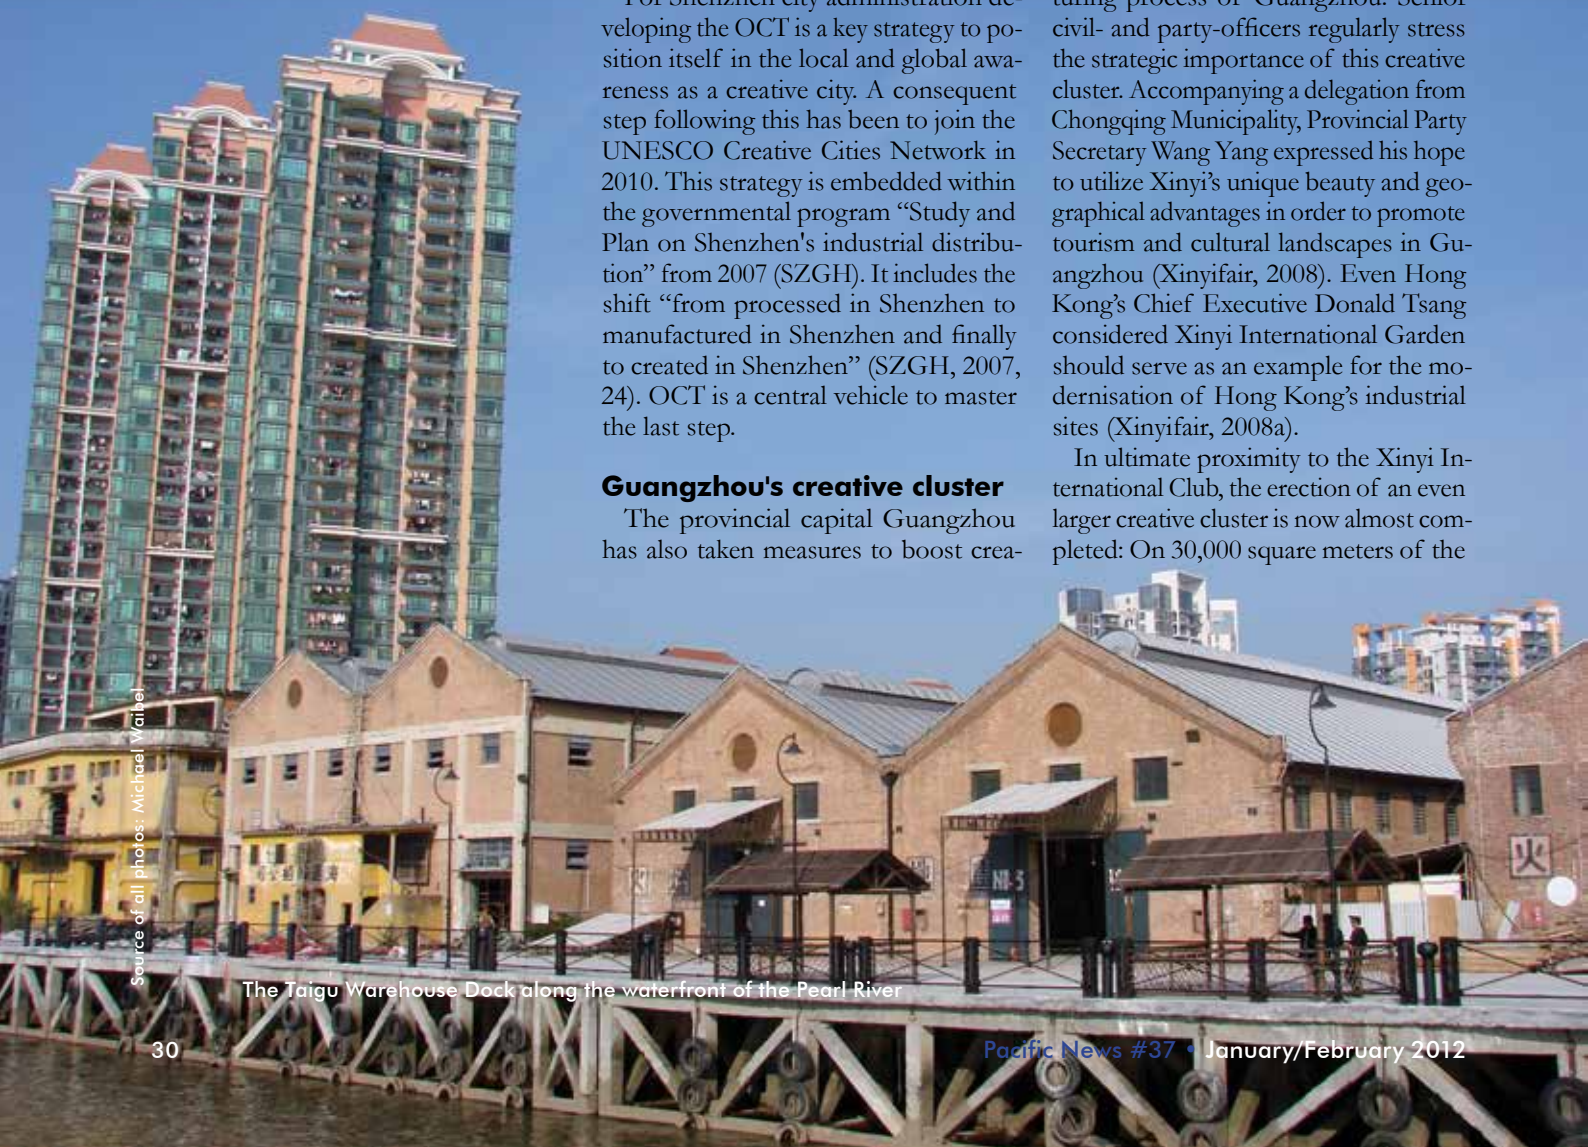 For Shenzhen city administration de-
veloping the OCT is a key strategy to po-
sition itself in the local and global awa-
reness as a creative city. A consequent
step following this has been to join the
UNESCO Creative Cities Network in
2010. This strategy is embedded within
the governmental program “Study and
Plan on Shenzhen's industrial distribu-
tion” from 2007 (SZGH). It includes the
shift “from processed in Shenzhen to
manufactured in Shenzhen and finally
to created in Shenzhen” (SZGH, 2007,
24). OCT is a central vehicle to master
the last step.
Guangzhou's creative cluster
The provincial capital Guangzhou
has also taken measures to boost crea-
turing process of Guangzhou. Senior
civil- and party-officers regularly stress
the strategic importance of this creative
cluster. Accompanying a delegation from
Chongqing Municipality, Provincial Party
Secretary Wang Yang expressed his hope
to utilize Xinyi’s unique beauty and geo-
graphical advantages in order to promote
tourism and cultural landscapes in Gu-
angzhou (Xinyifair, 2008). Even Hong
Kong’s Chief Executive Donald Tsang
considered Xinyi International Garden
should serve as an example for the mo-
dernisation of Hong Kong’s industrial
sites (Xinyifair, 2008a).
In ultimate proximity to the Xinyi In-
ternational Club, the erection of an even
larger creative cluster is now almost com-
pleted: On 30,000 square meters of the
火
Source of all photos: Michael Waibel
The Taigu Warehouse Dock along the waterfront of the Pearl River
30
Pacific News #37 • January/February 2012